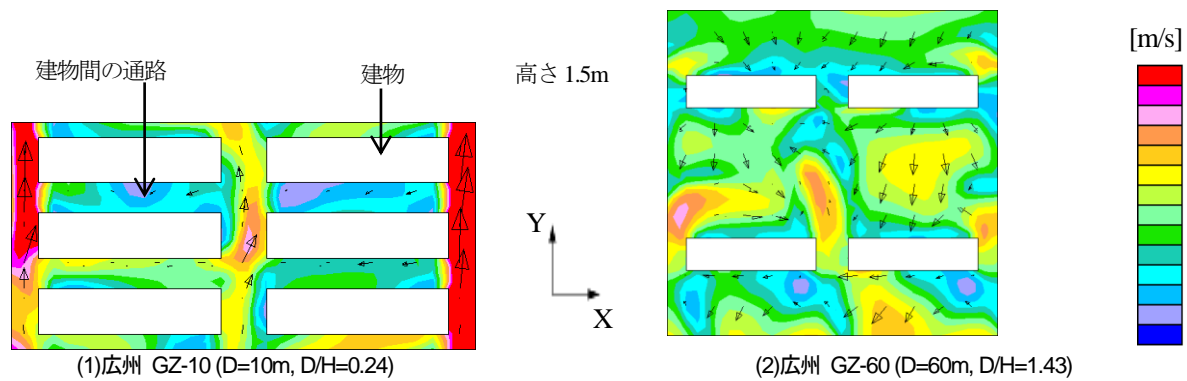 [m/s]
建物間の通路
建物
高さ 1.5m
Y
X
(1)広州 GZ-10 (D=10m, D/H=0.24)
(2)広州 GZ-60 (D=60m, D/H=1.43)